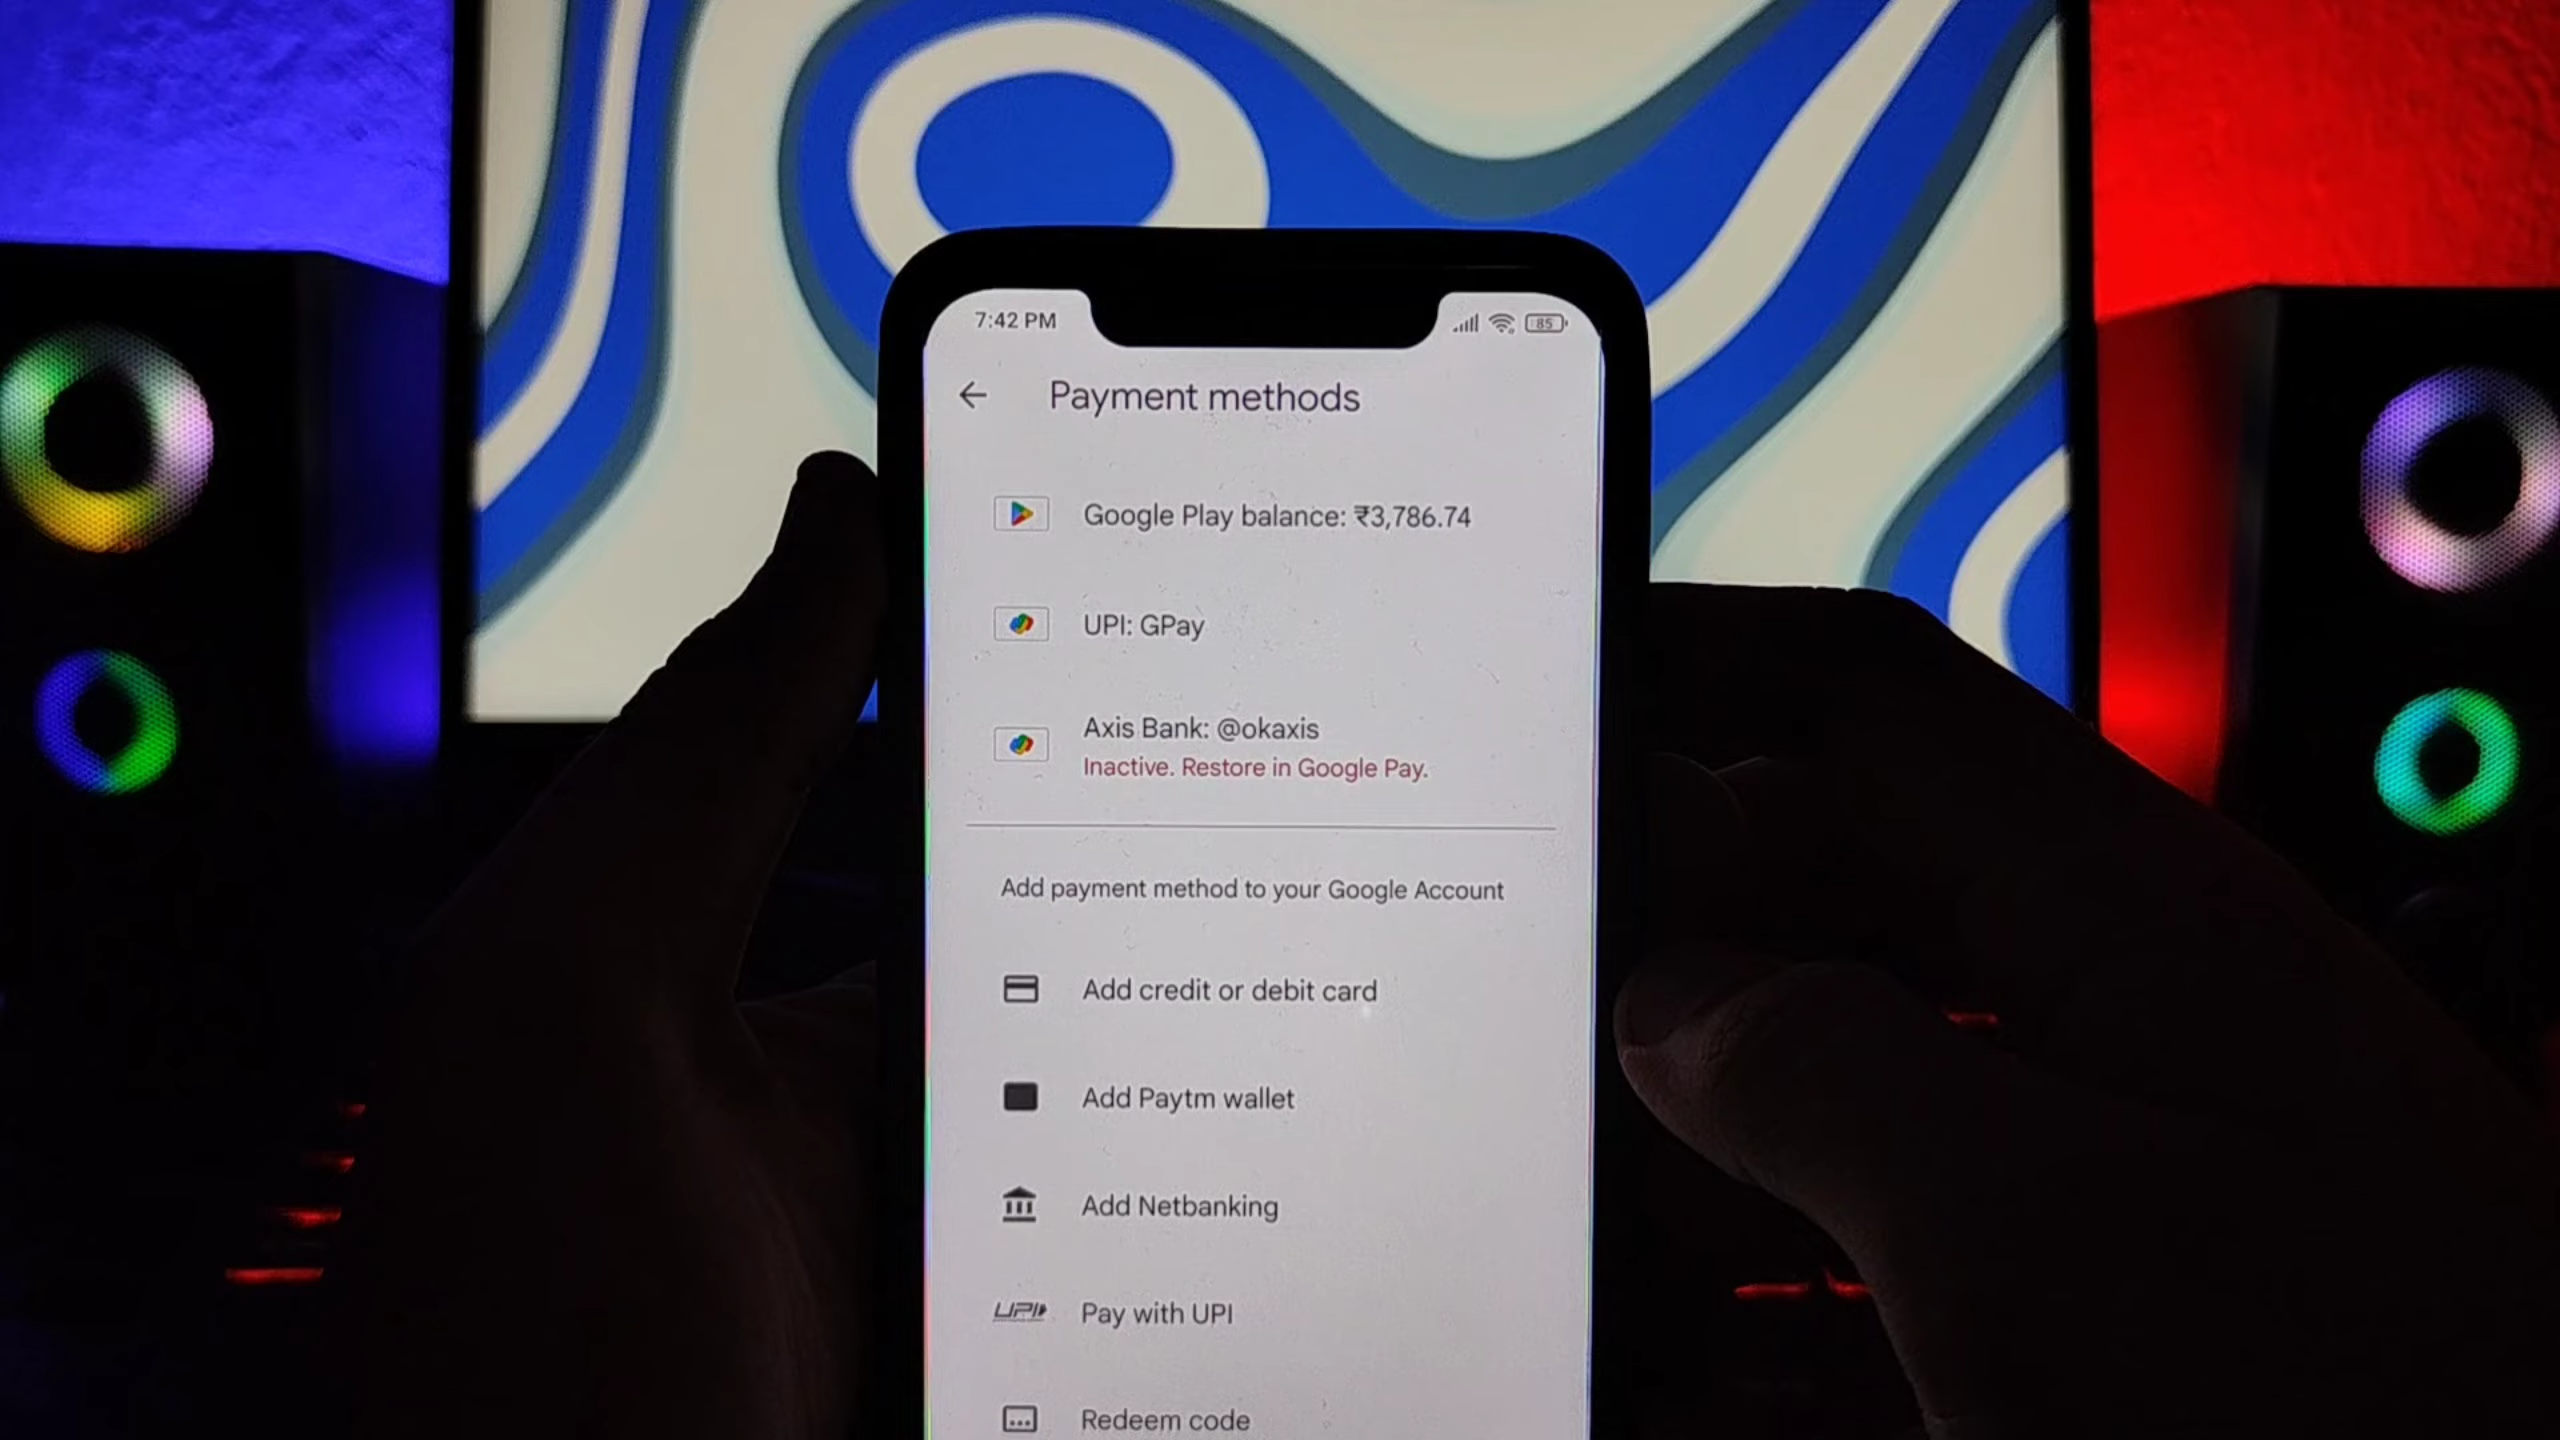 7:42 PM
85
Payment methods
Google Play balance: ₹3,786.74
UPI: GPay
Axis Bank: @okaxis
Inactive. Restore in Google Pay.
Add payment method to your Google Account
Add credit or debit card
Add Paytm wallet
Add Netbanking
UPI
Pay with UPI
Redeem code